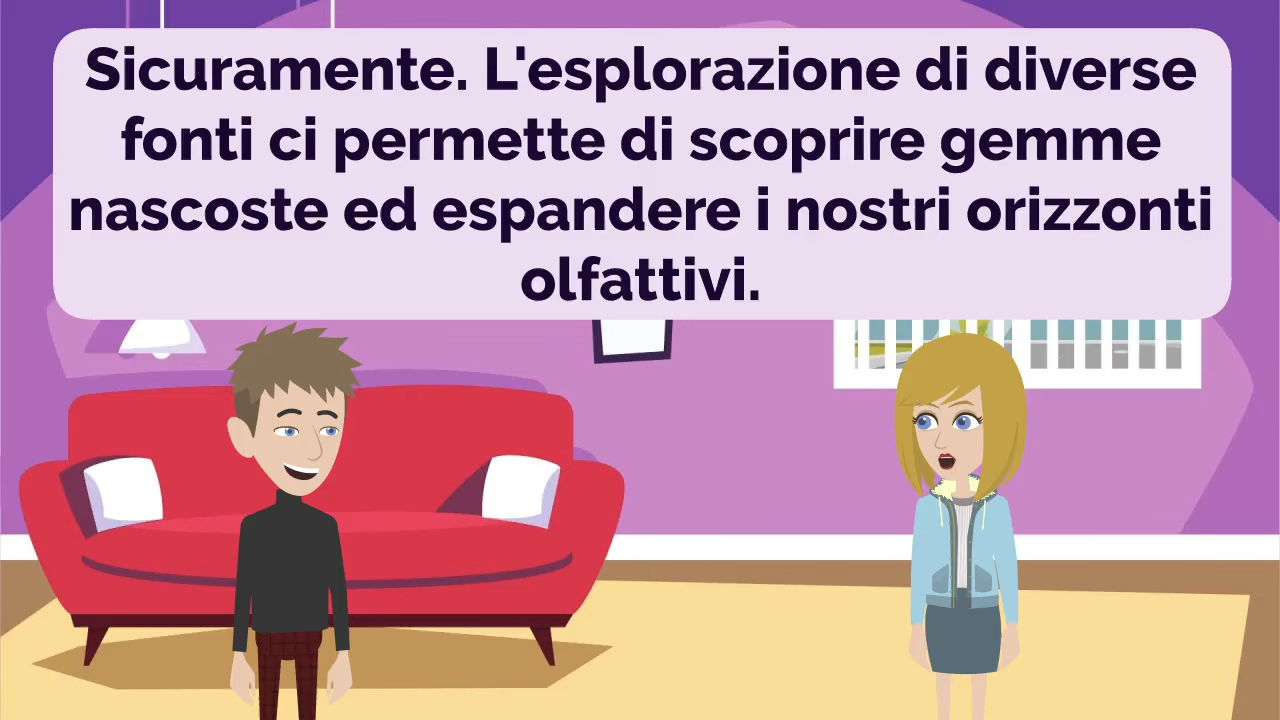 Sicuramente. L'esplorazione di diverse
fonti ci permette di scoprire gemme
nascoste ed espandere i nostri orizzonti
olfattivi.